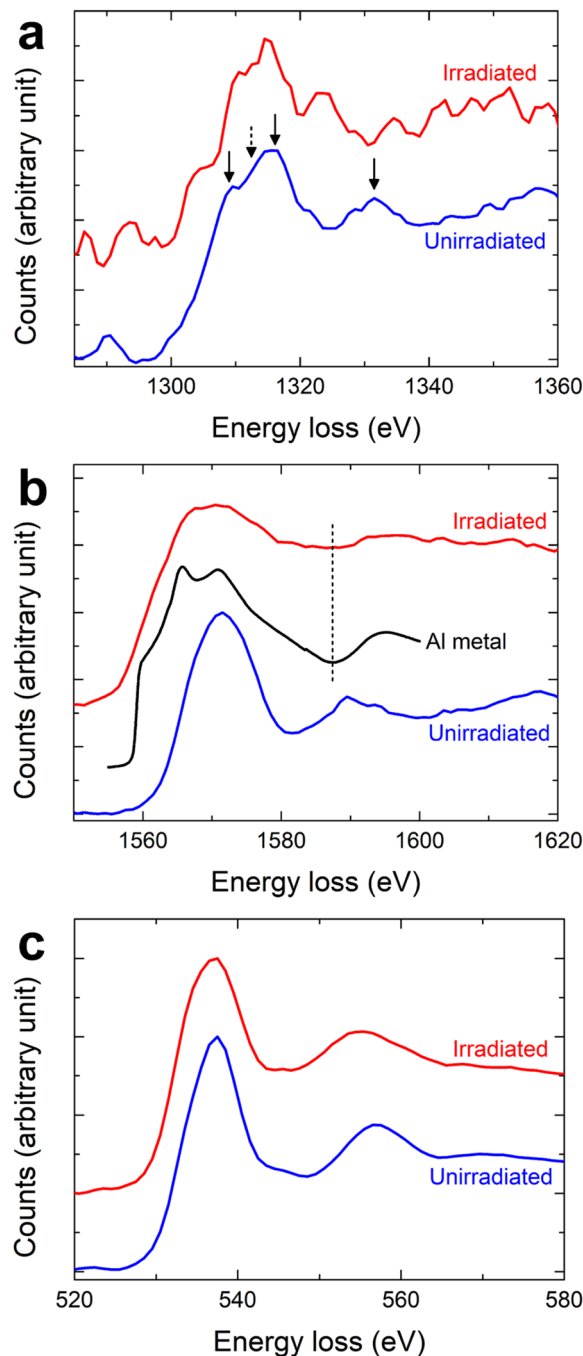 a
Irradiated
Unirradiated
Counts (arbitrary unit)
1300 1320 1340 1360
Energy loss (eV)
b
Irradiated
Al metal
Unirradiated
Counts (arbitrary unit)
1560 1580 1600 1620
Energy loss (eV)
c
Irradiated
Unirradiated
Counts (arbitrary unit)
520 540 560 580
Energy loss (eV)